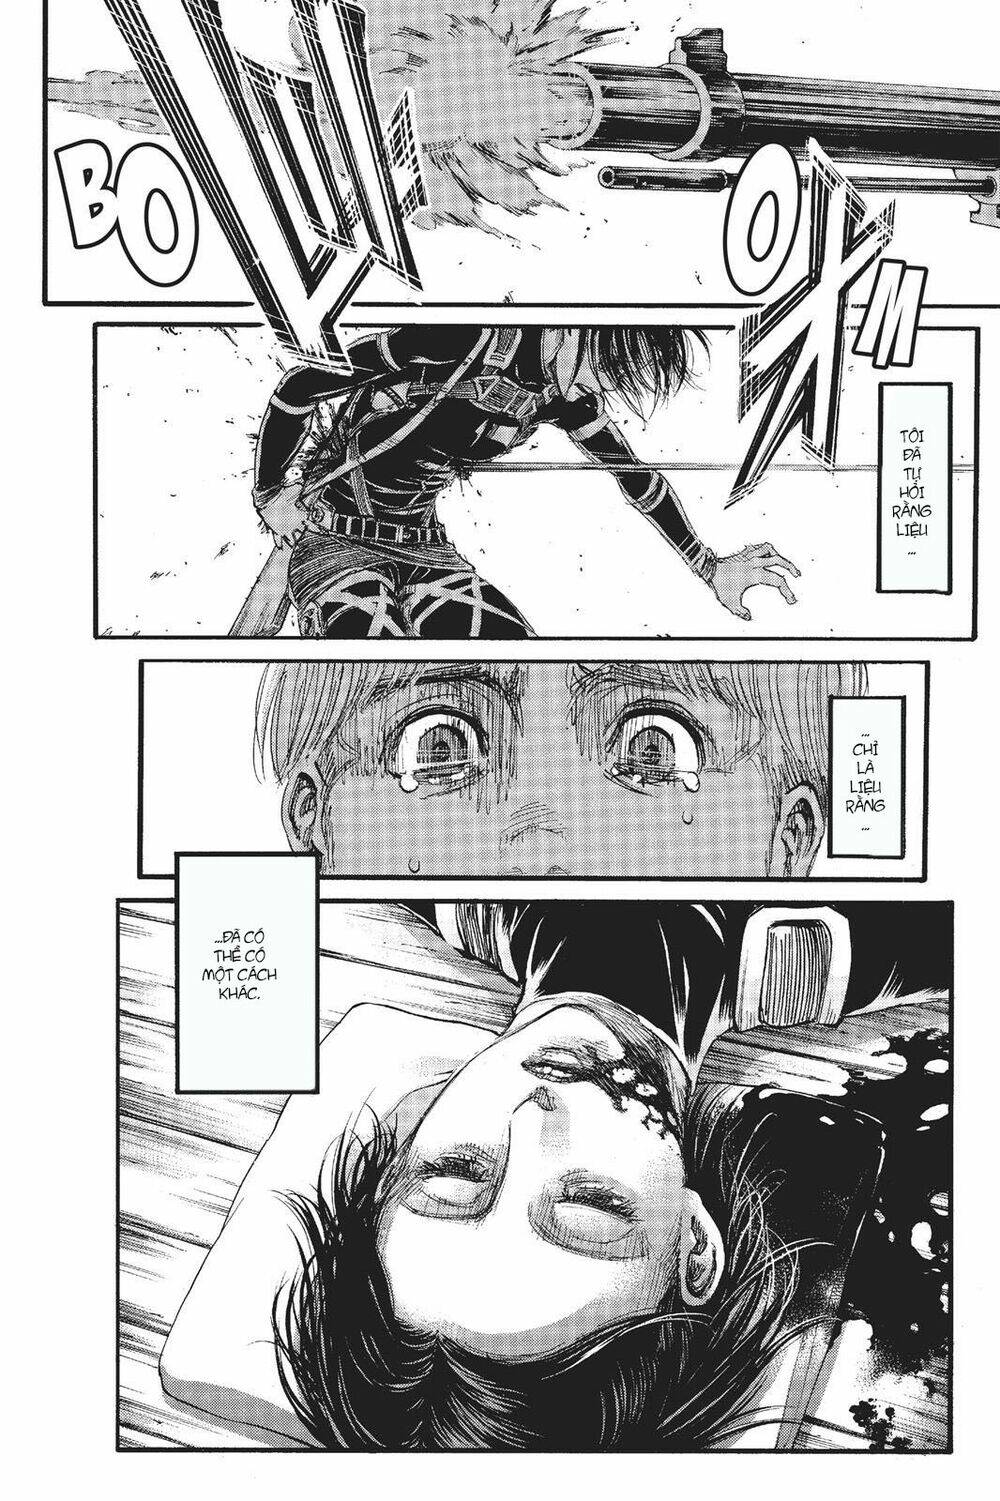 BO
OM
TÔI
ĐÃ
TỰ
HỎI
RẰNG
LIỆU
...
...
CHỈ
LÀ
LIỆU
RẰNG
...
...ĐÃ CÓ
THỂ CÓ
MỘT CÁCH
KHÁC.